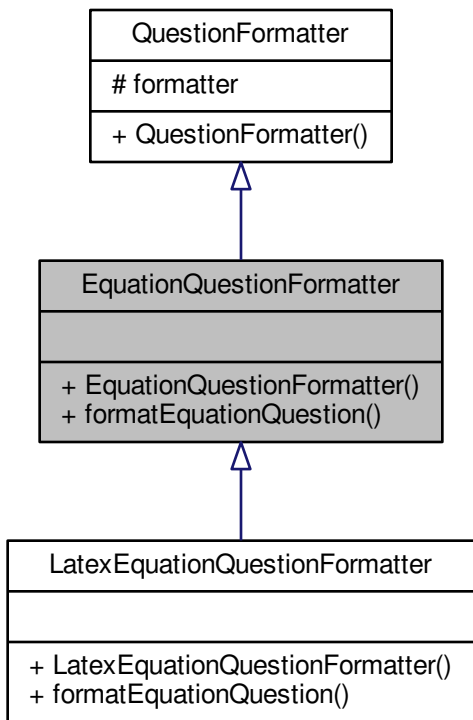 QuestionFormatter
# formatter
+ QuestionFormatter()
EquationQuestionFormatter
+ EquationQuestionFormatter()
+ formatEquationQuestion()
LatexEquationQuestionFormatter
+ LatexEquationQuestionFormatter()
+ formatEquationQuestion()